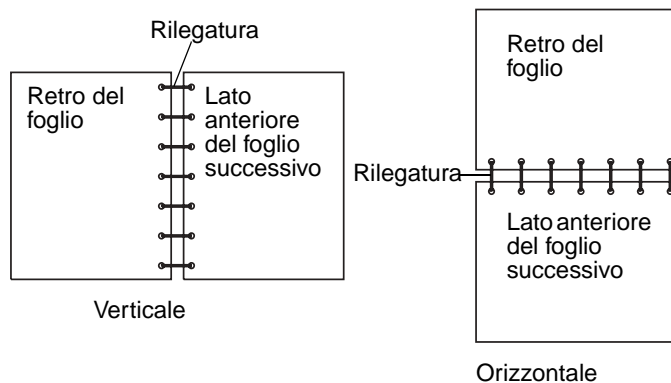 Rilegatura
Retro del
foglio
Lato
anteriore
del foglio
successivo
Verticale
Retro del
foglio
Rilegatura
Lato anteriore
del foglio
successivo
Orizzontale